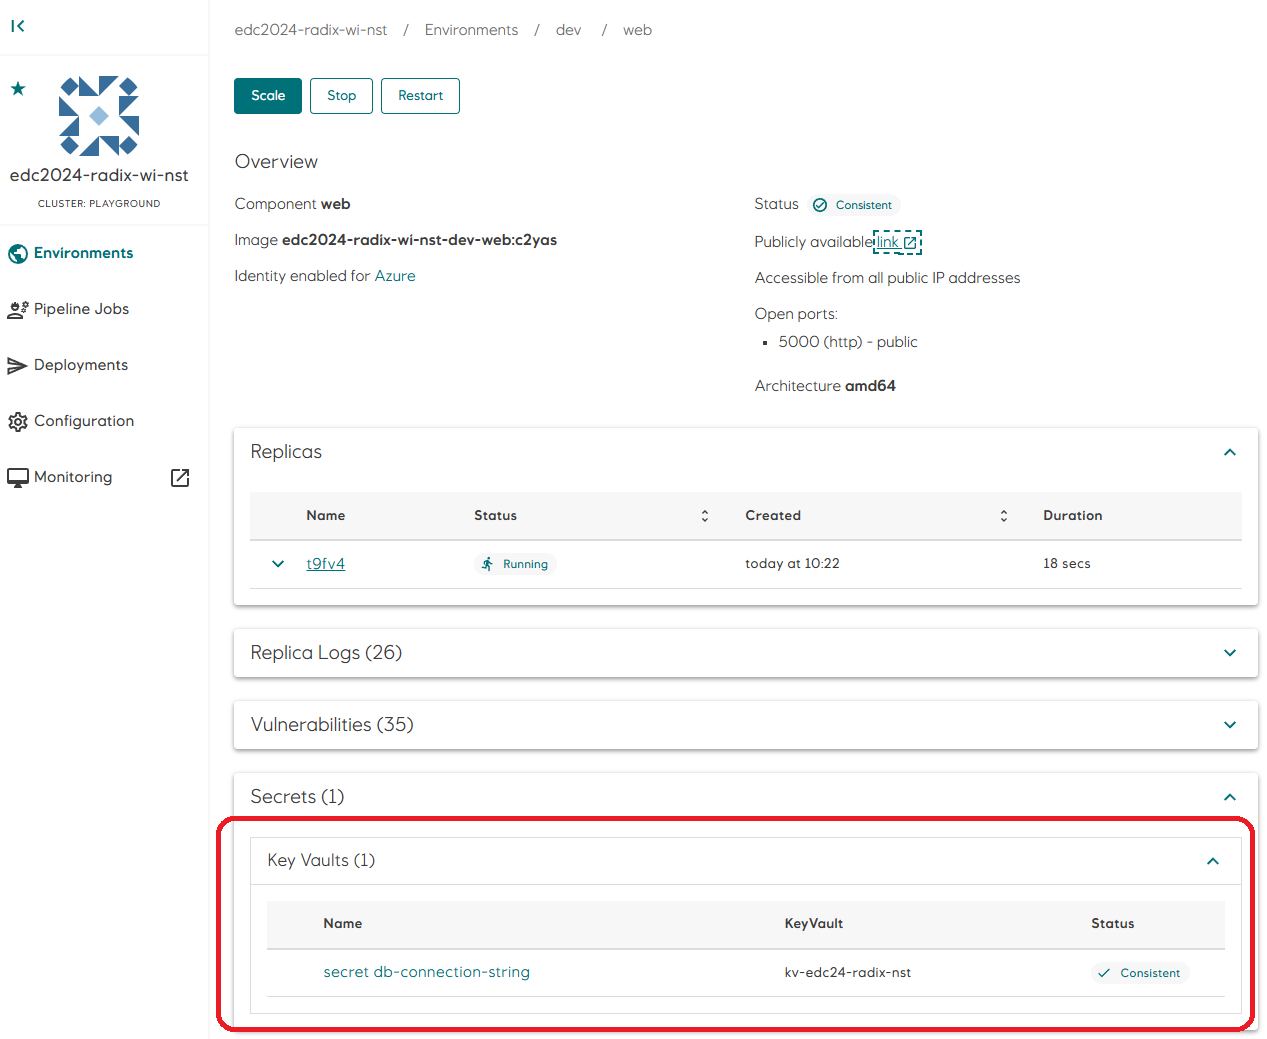 edc2024-radix-wi-nst / Environments / dev / web
edc2024-radix-wi-nst
CLUSTER: PLAYGROUND
Environments
Pipeline Jobs
Deployments
Configuration
Monitoring
Scale Stop Restart
Overview
Component web
Image edc2024-radix-wi-nst-dev-web:c2yas
Identity enabled for Azure
Status Consistent
Publicly available link
Accessible from all public IP addresses
Open ports:
5000 (http) - public
Architecture amd64
Replicas
Name Status Created Duration
t9fv4 Running today at 10:22 18 secs
Replica Logs (26)
Vulnerabilities (35)
Secrets (1)
Key Vaults (1)
Name KeyVault Status
secret db-connection-string kv-edc24-radix-nst Consistent